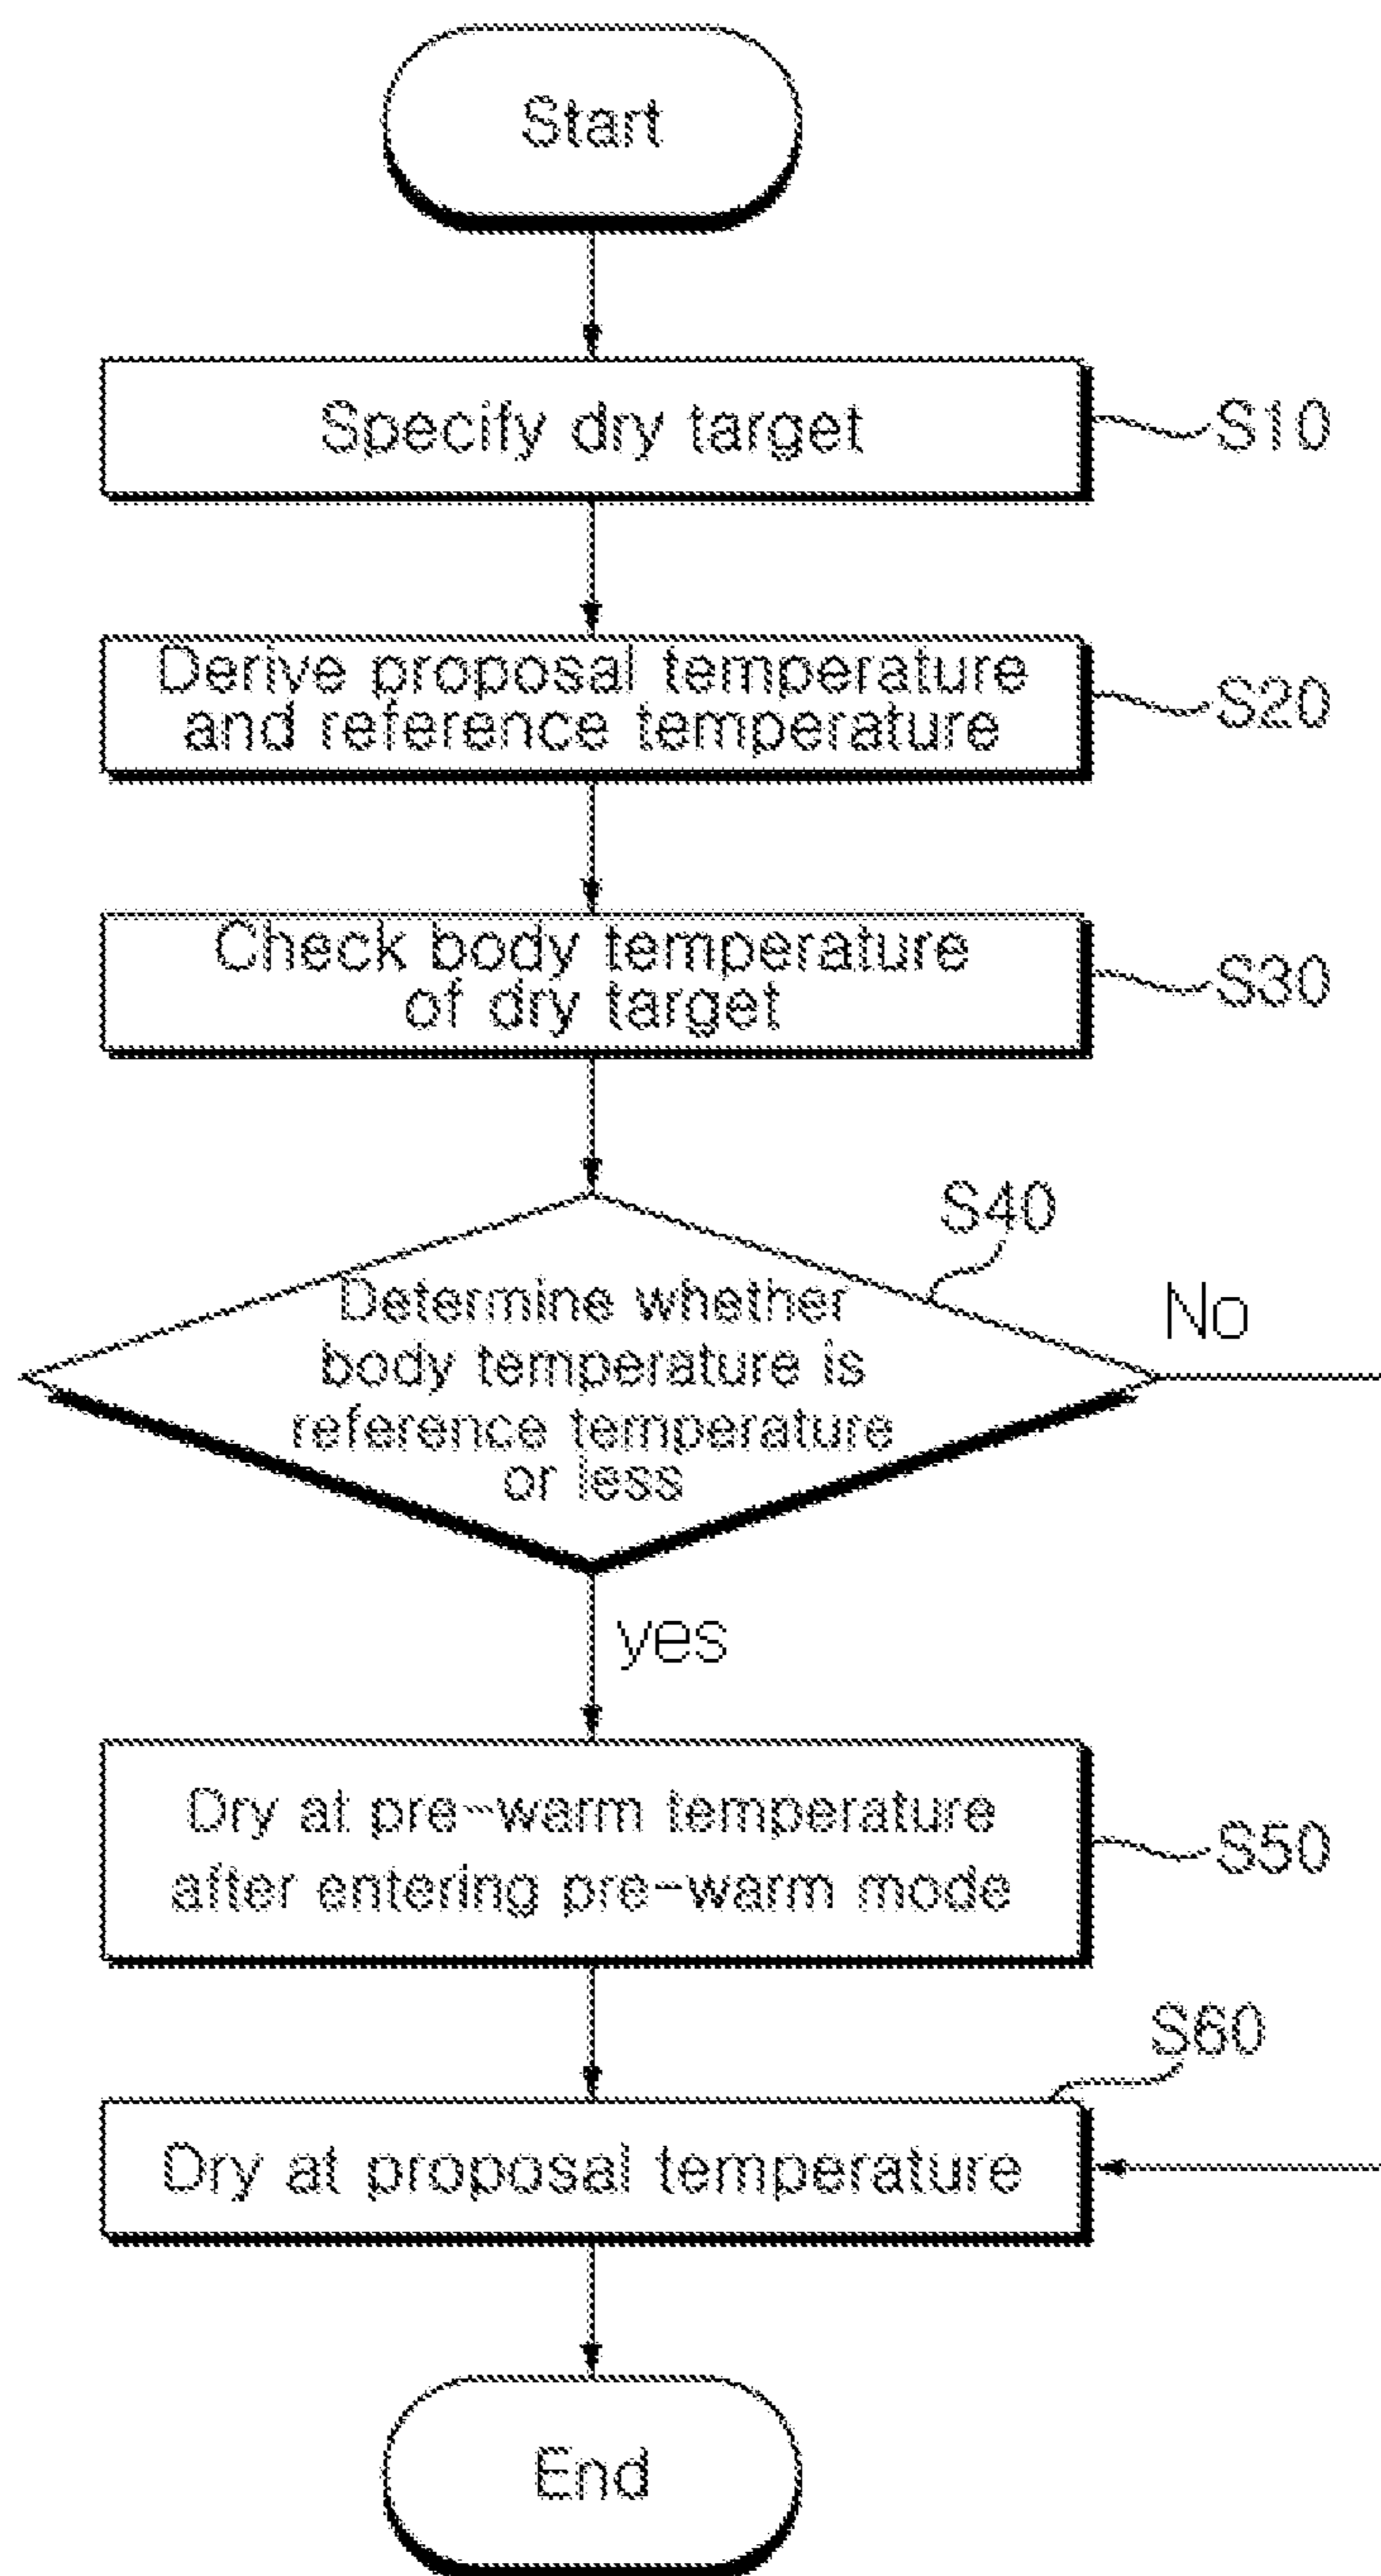 Start
Specify dry target
S10
Derive proposal temperature
and reference temperature
S20
Check body temperature
of dry target
S30
S40
Determine whether
body temperature is
reference temperature
or less
No
yes
Dry at pre-warm temperature
after entering pre-warm mode
S50
S60
Dry at proposal temperature
End